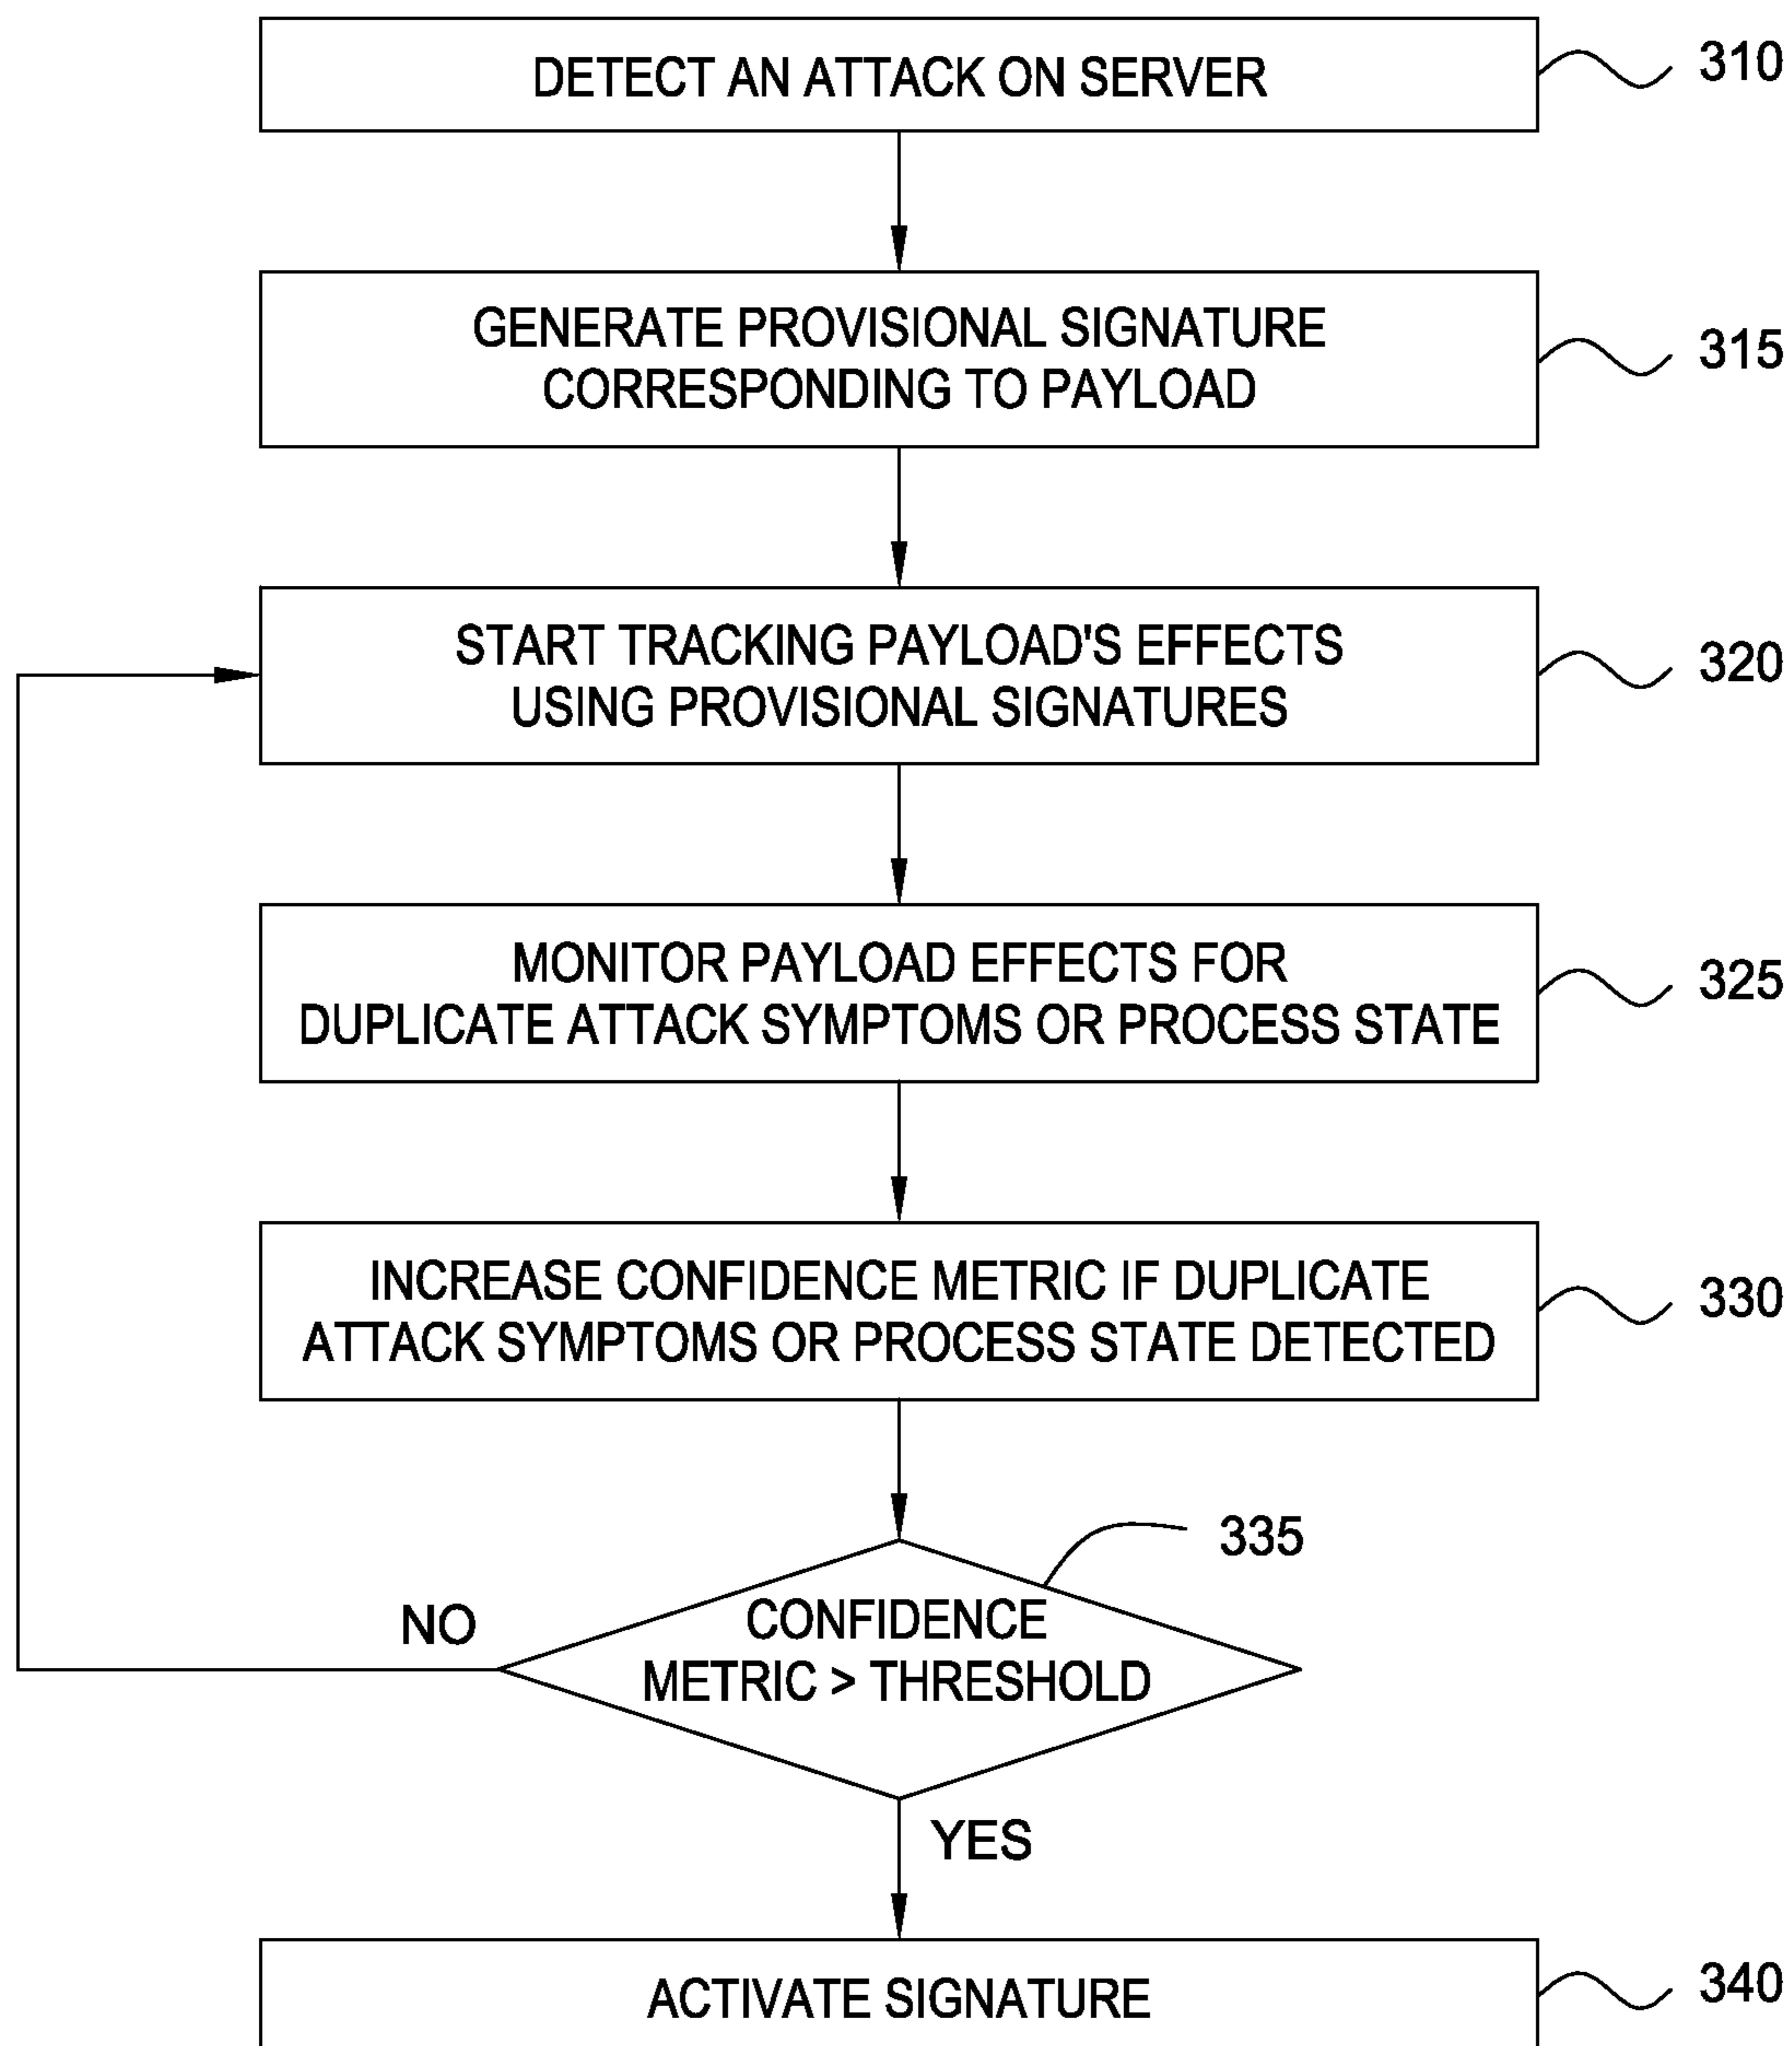 DETECT AN ATTACK ON SERVER
310
GENERATE PROVISIONAL SIGNATURE
CORRESPONDING TO PAYLOAD
315
START TRACKING PAYLOAD'S EFFECTS
USING PROVISIONAL SIGNATURES
320
MONITOR PAYLOAD EFFECTS FOR
DUPLICATE ATTACK SYMPTOMS OR PROCESS STATE
325
INCREASE CONFIDENCE METRIC IF DUPLICATE
ATTACK SYMPTOMS OR PROCESS STATE DETECTED
330
335
CONFIDENCE
METRIC > THRESHOLD
NO
YES
ACTIVATE SIGNATURE
340